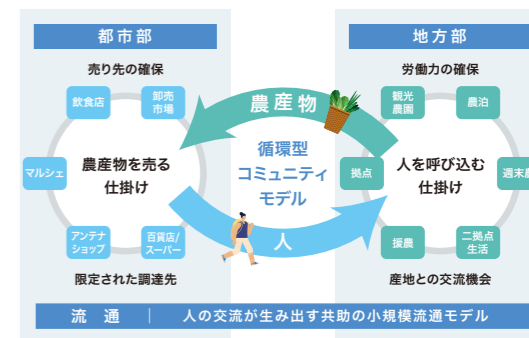 都市部
売り先の確保
飲食店
卸売
市場
マルシェ
農産物を売る
仕掛け
アンテナ
ショップ
百貨店/
スーパー
限定された調達先
農産物
循環型
コミュニティ
モデル
人
地方部
労働力の確保
観光
農園
農泊
拠点
人を呼び込む
仕掛け
週末農
援農
二拠点
生活
産地との交流機会
流 通 | 人の交流が生み出す共助の小規模流通モデル